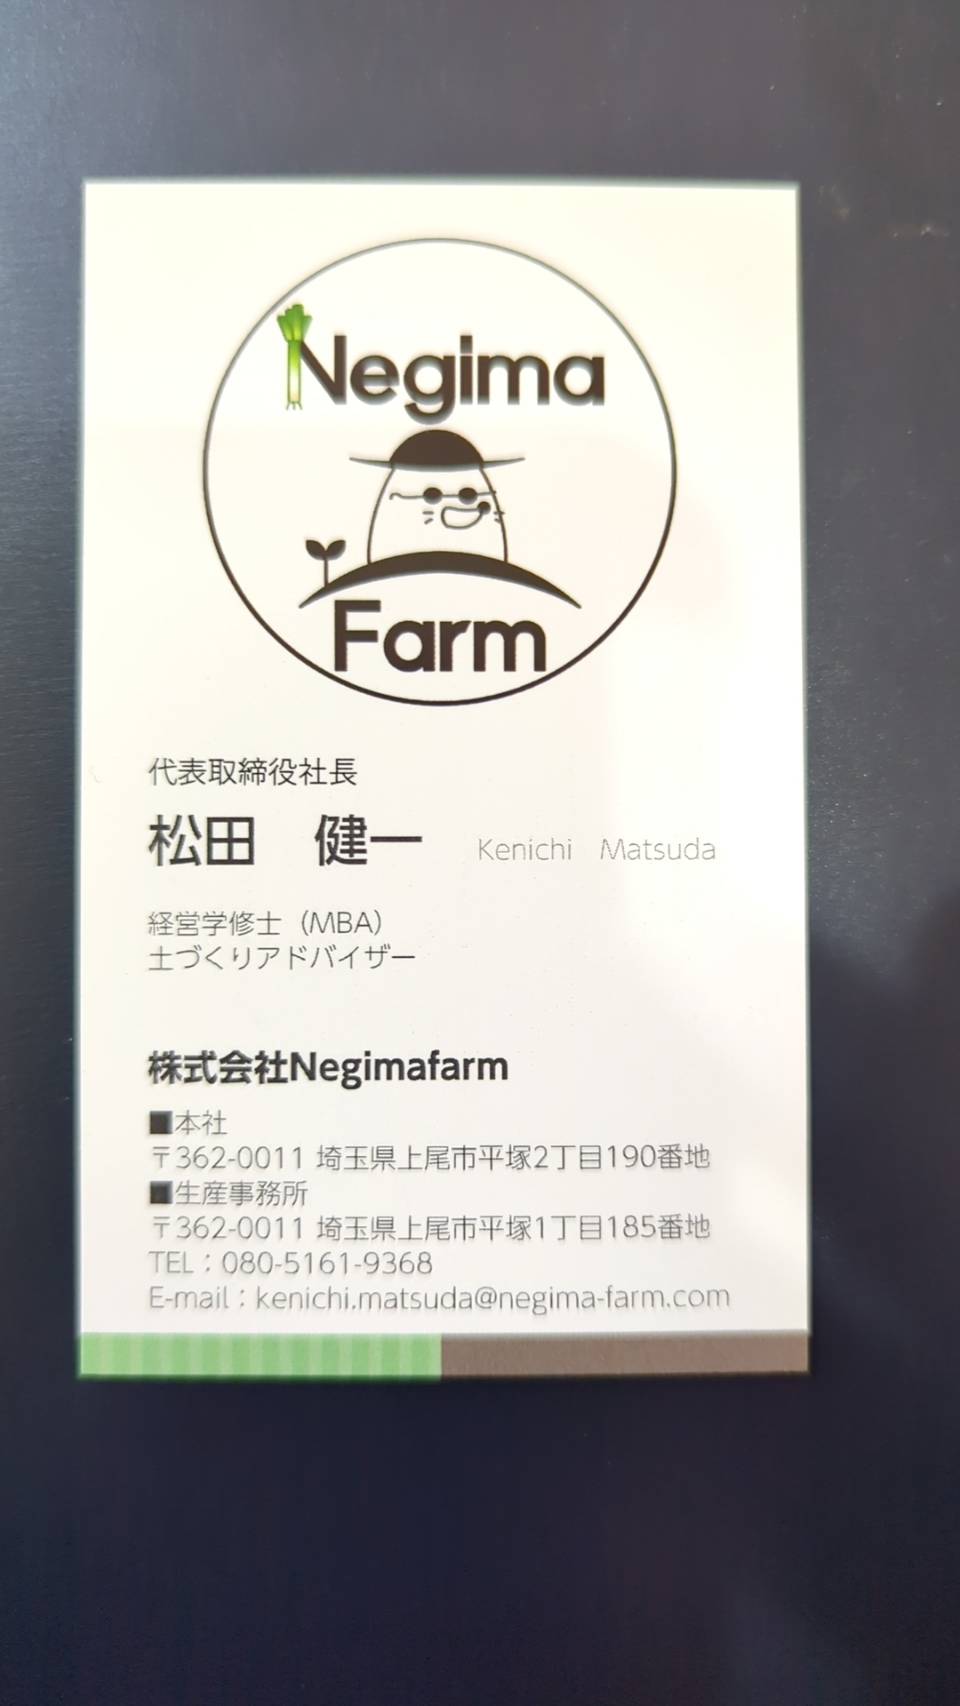 Negima
Farm
代表取締役社長
松田　健一　Kenichi Matsuda
経営学修士（MBA）
土づくりアドバイザー
株式会社Negimafarm
■本社
〒362-0011 埼玉県上尾市平塚2丁目190番地
■生産事務所
〒362-0011 埼玉県上尾市平塚1丁目185番地
TEL：080-5161-9368
E-mail：kenichi.matsuda@negima-farm.com